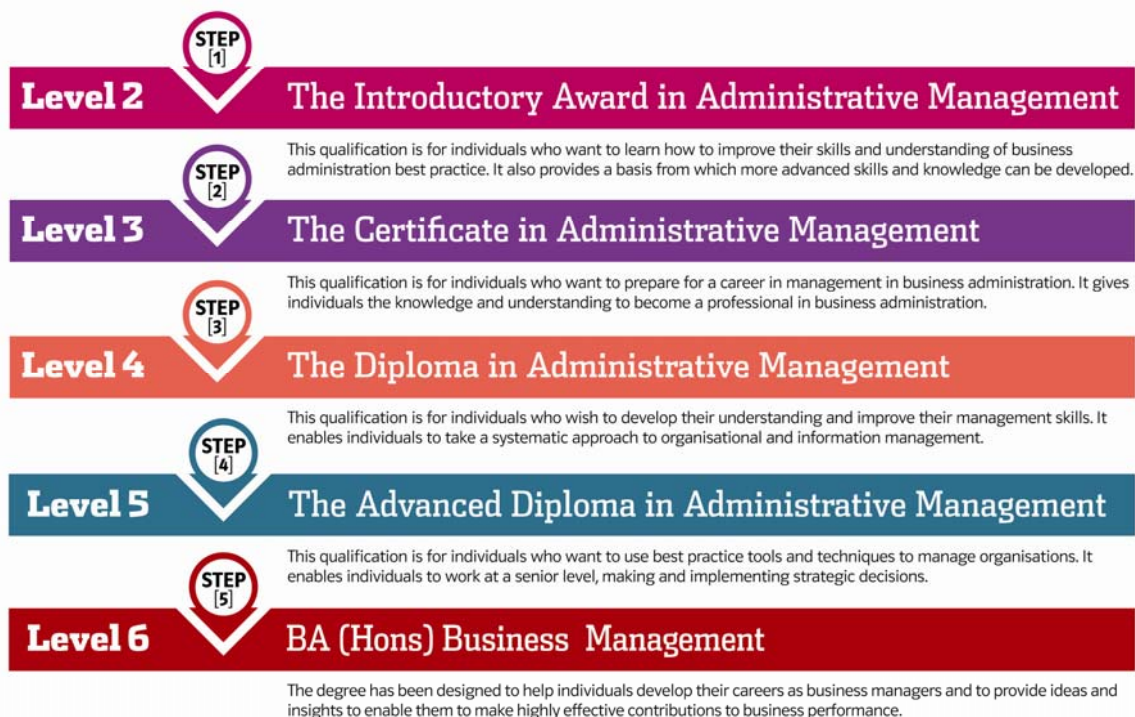 STEP
[1]
Level 2 The Introductory Award in Administrative Management
This qualification is for individuals who want to learn how to improve their skills and understanding of business
administration best practice. It also provides a basis from which more advanced skills and knowledge can be developed.
STEP
[2]
Level 3 The Certificate in Administrative Management
This qualification is for individuals who want to prepare for a career in management in business administration. It gives
individuals the knowledge and understanding to become a professional in business administration.
STEP
[3]
Level 4 The Diploma in Administrative Management
This qualification is for individuals who wish to develop their understanding and improve their management skills. It
enables individuals to take a systematic approach to organisational and information management.
STEP
[4]
Level 5 The Advanced Diploma in Administrative Management
This qualification is for individuals who want to use best practice tools and techniques to manage organisations. It
enables individuals to work at a senior level, making and implementing strategic decisions.
STEP
[5]
Level 6 BA (Hons) Business Management
The degree has been designed to help individuals develop their careers as business managers and to provide ideas and
insights to enable them to make highly effective contributions to business performance.